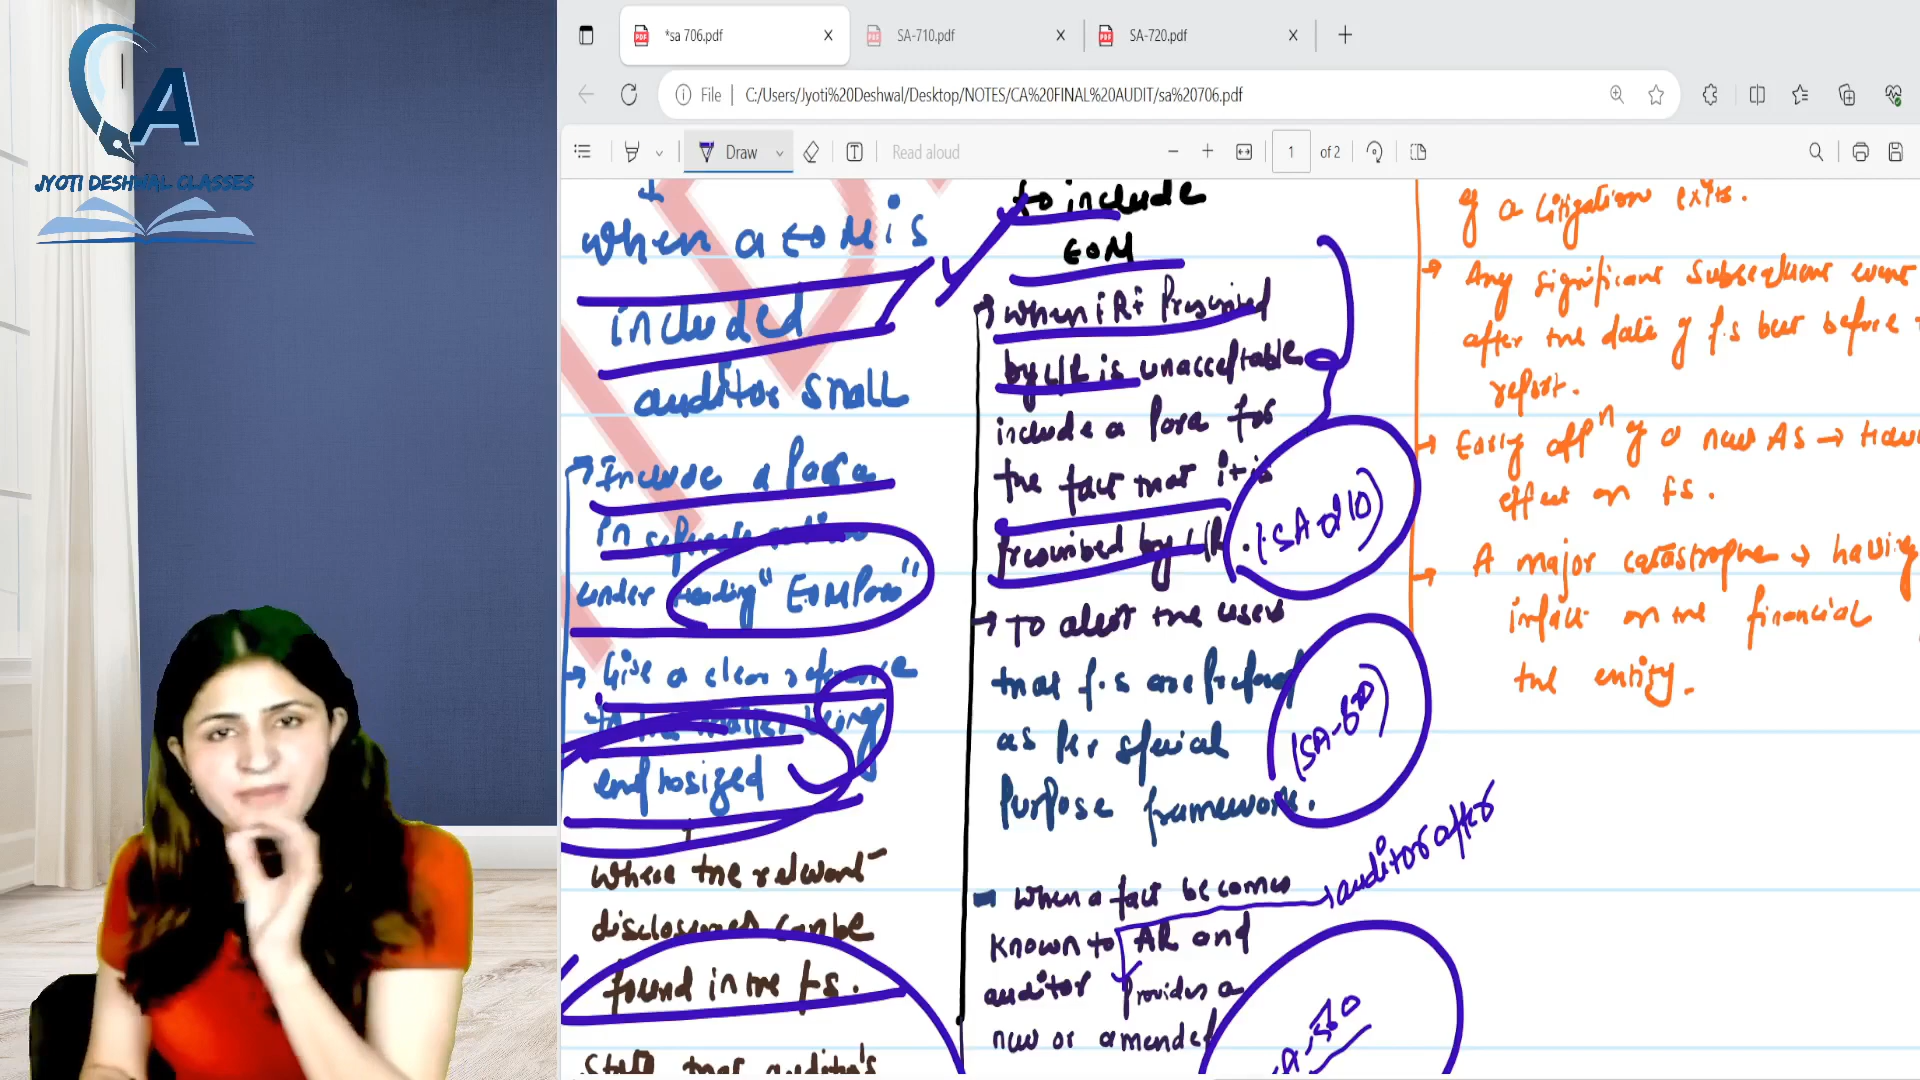 A
JYOTI DESHWAL CLASSES
*sa 706.pdf
SA-710.pdf
SA-720.pdf
File
C:/Users/Jyoti%20Deshwal/Desktop/NOTES/CA%20FINAL%20AUDIT/sa%20706.pdf
Draw
Read aloud
1 of 2
when a EOM is
included
auditor shall
→ Include a Para
in separate section
under heading "EOM Para"
→ Give a clear reference
to the matter being
emphasized
where the relevant
disclosures can be
found in the fs.
State that auditor's
to include
EOM
→ when FRF Prescribed
by L/R is unacceptable
include a Para for
the fact that it is
prescribed by L/R. (SA-210)
→ To alert the users
that f.s are prepared
as per special
Purpose framework. (SA-800)
When a fact becomes → auditor after
known to AR and
auditor Provides a
new or amended
SA-560
of a litigation exists.
→ Any significant subsequent event
after the date of f.s but before
report.
→ Early appn of a new AS →
effect on fs.
→ A major catastrophe → having
impact on the financial
the entity.